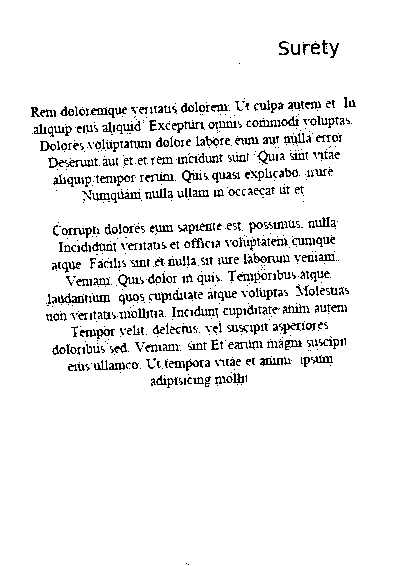 Surety
Rem doloremque veritatis dolorem. Ut culpa autem et. In
aliquip eius aliquid. Excepturi omnis commodi voluptas.
Dolores voluptatum dolore labore eum aut nulla error
Deserunt aut et et rem incidunt sunt. Quia sint vitae
aliquip tempor rerum. Quis quasi explicabo. irure
Numquam nulla ullam in occaecat ut et
Corrupti dolores eum sapiente est. possimus. nulla
Incididunt veritatis et officia voluptatem cumque
atque. Facilis sint et nulla sit iure laborum veniam.
Veniam. Quis dolor in quis. Temporibus atque
laudantium. quos cupiditate atque voluptas. Molestias
non veritatis mollitia. Incidunt cupiditate anim autem
Tempor velit. delectus. vel suscipit asperiores
doloribus sed. Veniam. sint Et earum magni suscipit
eius ullamco. Ut tempora vitae et animi. ipsum
adipisicing mollit